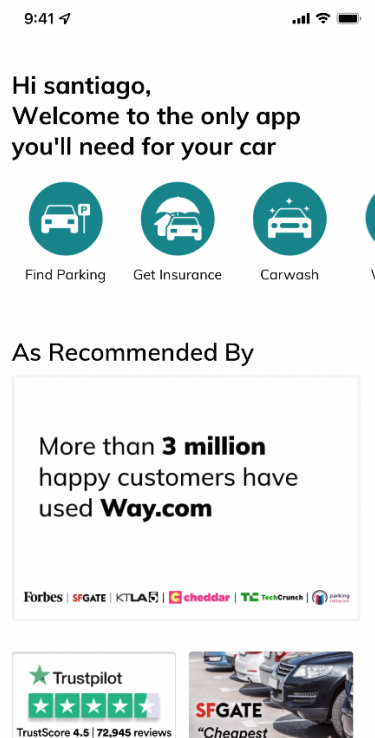 9:41
Hi santiago,
Welcome to the only app
you'll need for your car
P
Find Parking
Get Insurance
Carwash
As Recommended By
More than 3 million
happy customers have
used Way.com
Forbes | SFGATE | KTLA5 | C cheddar | TC TechCrunch | parking network
Trustpilot
TrustScore 4.5 | 72,945 reviews
SFGATE
“Cheapest